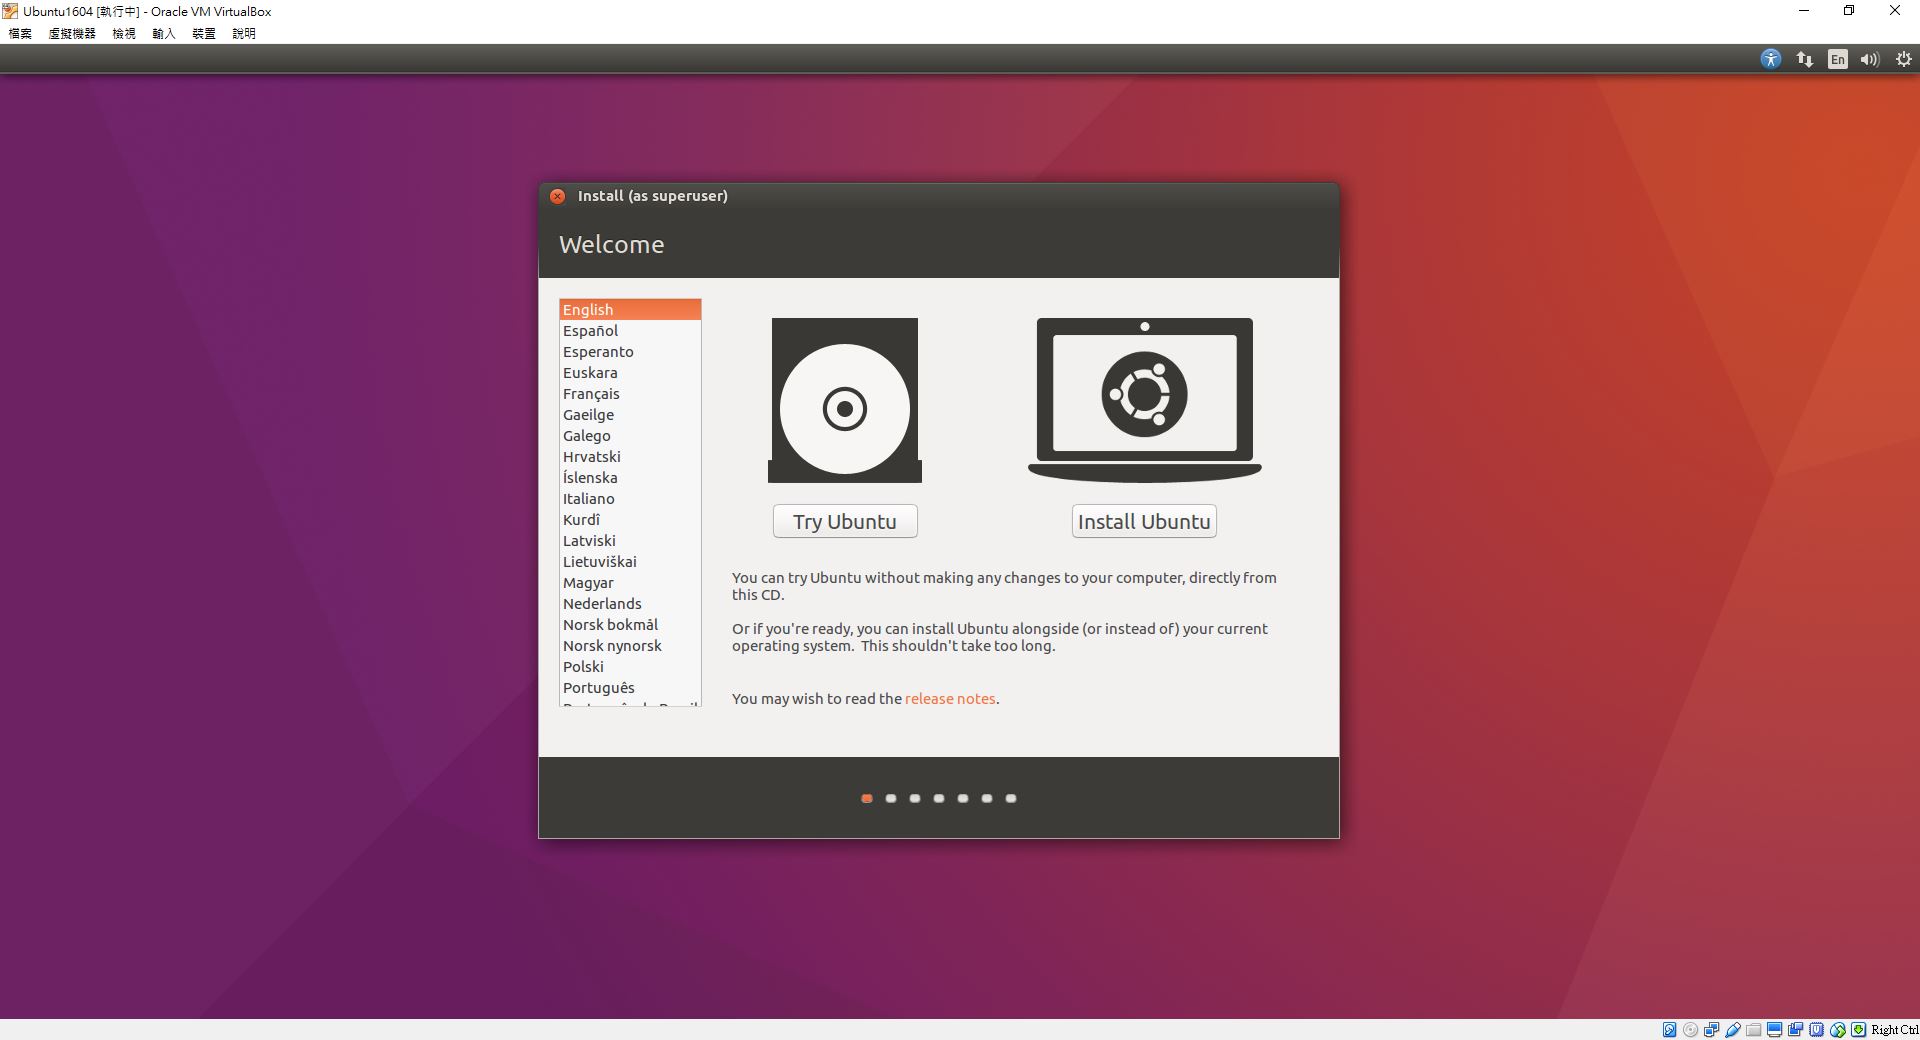 Ubuntu1604 [執行中] - Oracle VM VirtualBox
檔案 虛擬機器 檢視 輸入 裝置 說明
En
Install (as superuser)
Welcome
English
Español
Esperanto
Euskara
Français
Gaeilge
Galego
Hrvatski
Íslenska
Italiano
Kurdî
Latviski
Lietuviškai
Magyar
Nederlands
Norsk bokmål
Norsk nynorsk
Polski
Português
Try Ubuntu
Install Ubuntu
You can try Ubuntu without making any changes to your computer, directly from
this CD.
Or if you're ready, you can install Ubuntu alongside (or instead of) your current
operating system. This shouldn't take too long.
You may wish to read the release notes.
Right Ctrl